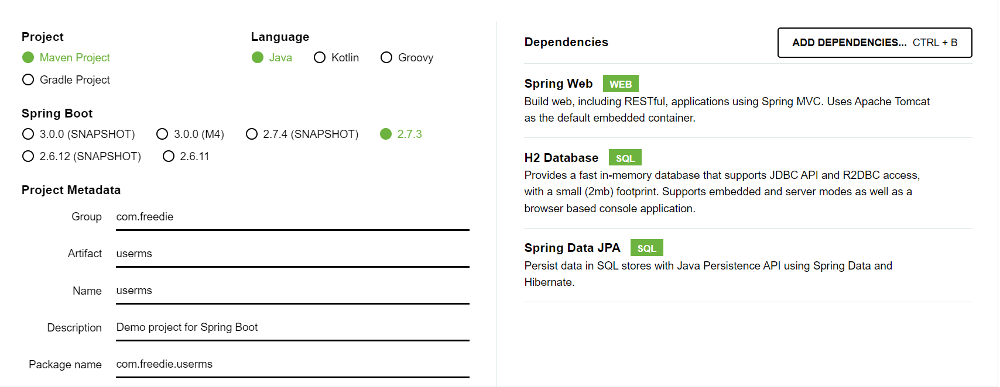 Project
Maven Project
Gradle Project
Language
Java Kotlin Groovy
Spring Boot
3.0.0 (SNAPSHOT) 3.0.0 (M4) 2.7.4 (SNAPSHOT) 2.7.3
2.6.12 (SNAPSHOT) 2.6.11
Project Metadata
Group com.freedie
Artifact userms
Name userms
Description Demo project for Spring Boot
Package name com.freedie.userms
Dependencies
ADD DEPENDENCIES... CTRL + B
Spring Web WEB
Build web, including RESTful, applications using Spring MVC. Uses Apache Tomcat
as the default embedded container.
H2 Database SQL
Provides a fast in-memory database that supports JDBC API and R2DBC access,
with a small (2mb) footprint. Supports embedded and server modes as well as a
browser based console application.
Spring Data JPA SQL
Persist data in SQL stores with Java Persistence API using Spring Data and
Hibernate.